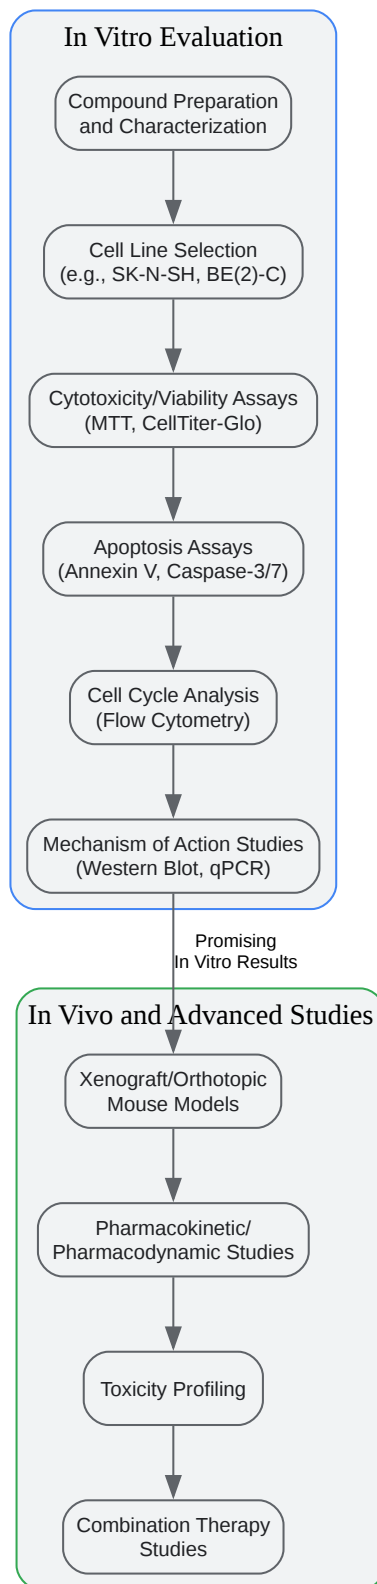 In Vitro Evaluation
Compound Preparation
and Characterization
Cell Line Selection
(e.g., SK-N-SH, BE(2)-C)
Cytotoxicity/Viability Assays
(MTT, CellTiter-Glo)
Apoptosis Assays
(Annexin V, Caspase-3/7)
Cell Cycle Analysis
(Flow Cytometry)
Mechanism of Action Studies
(Western Blot, qPCR)
Promising
In Vitro Results
In Vivo and Advanced Studies
Xenograft/Orthotopic
Mouse Models
Pharmacokinetic/
Pharmacodynamic Studies
Toxicity Profiling
Combination Therapy
Studies